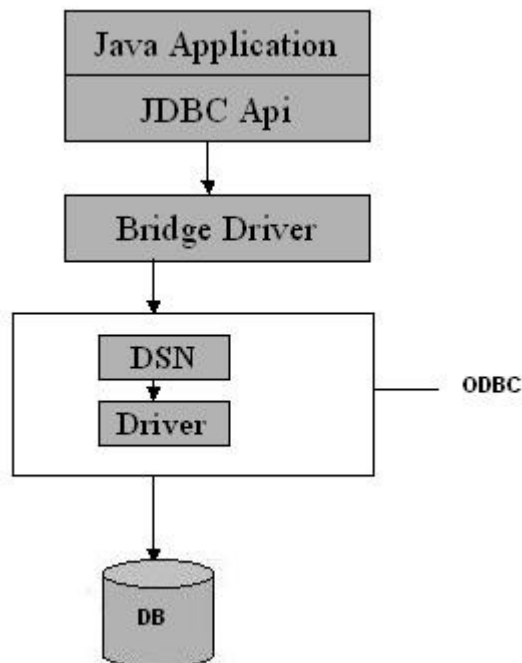 Java Application
JDBC Api
Bridge Driver
DSN
Driver
ODBC
DB